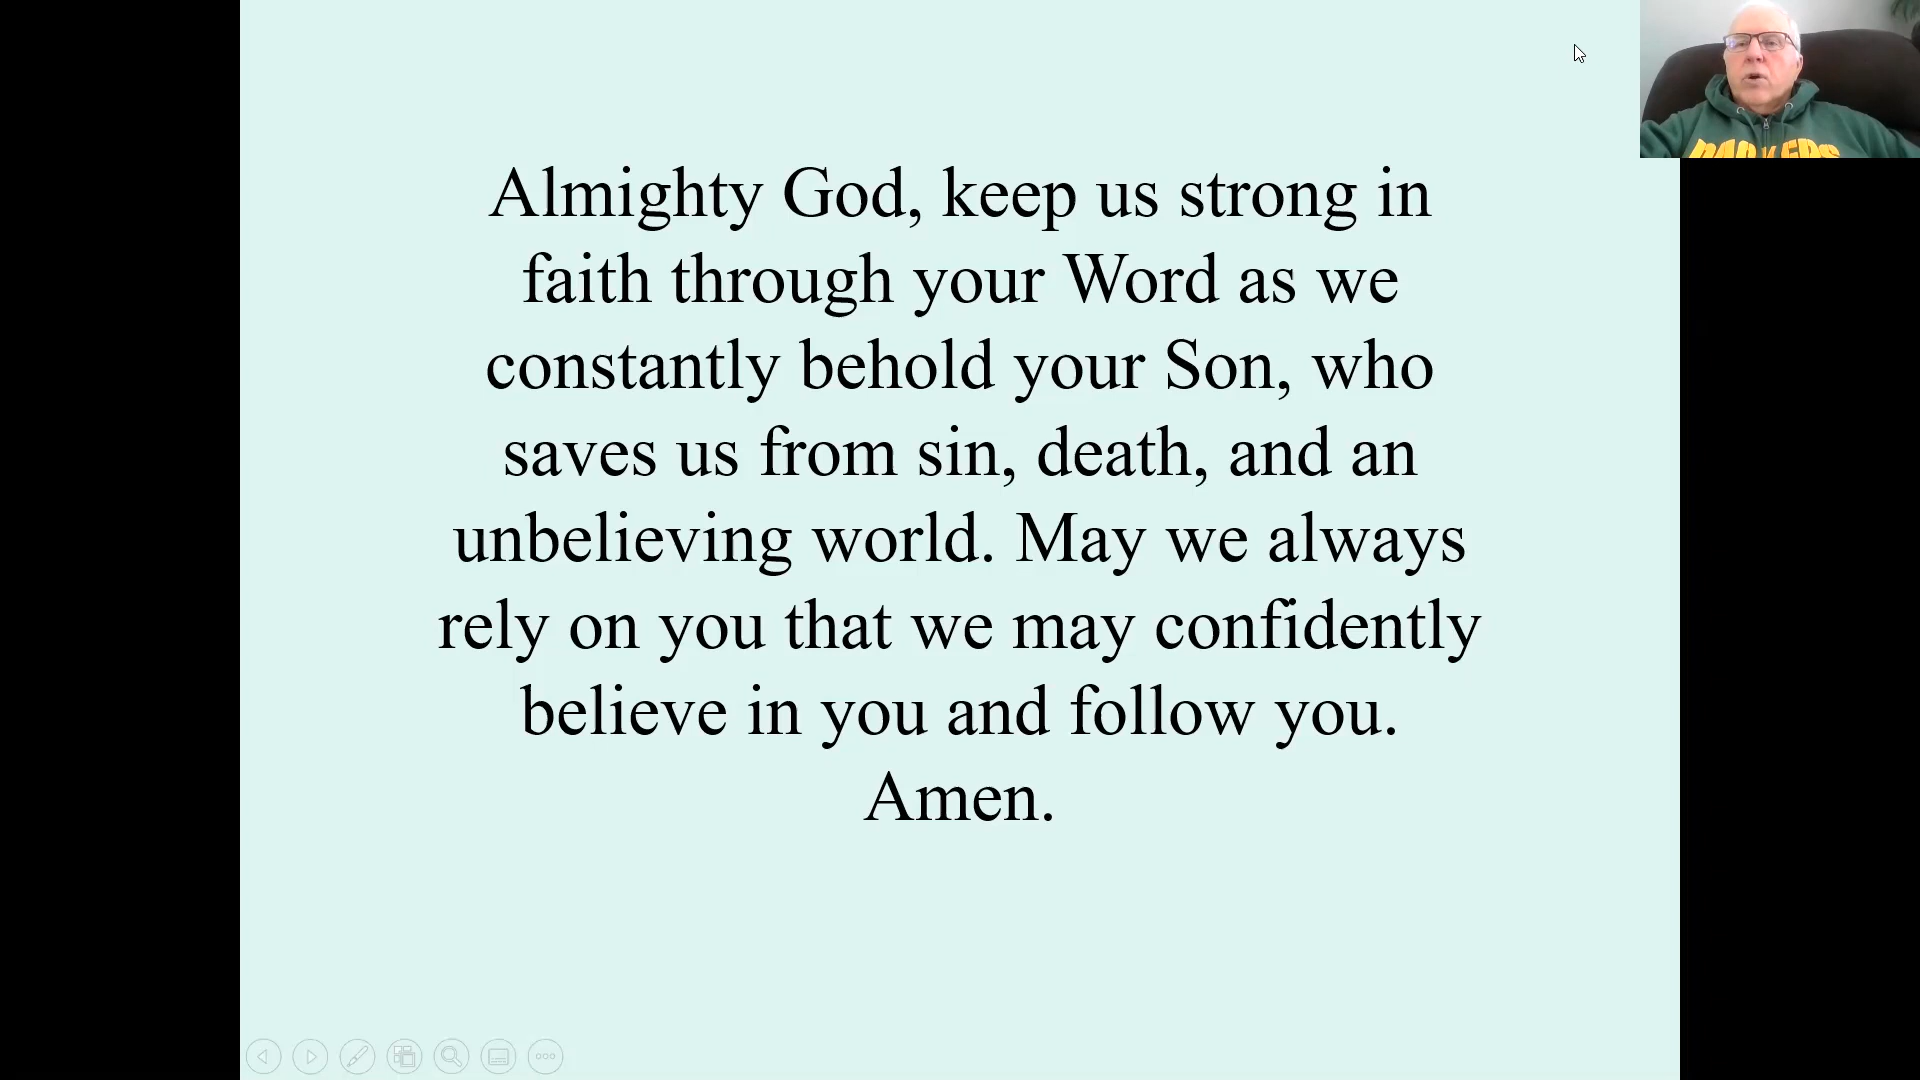 Almighty God, keep us strong in
faith through your Word as we
constantly behold your Son, who
saves us from sin, death, and an
unbelieving world. May we always
rely on you that we may confidently
believe in you and follow you.
Amen.
PACKERS